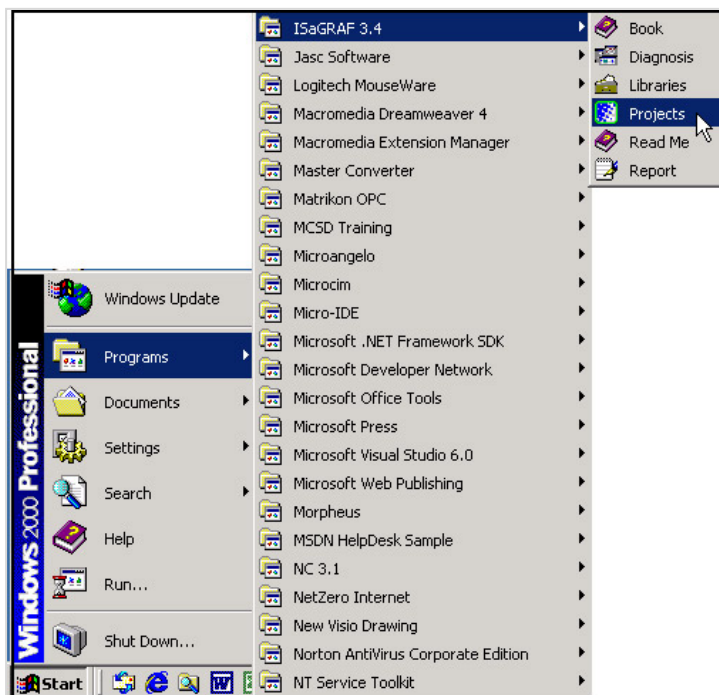 ISaGRAF 3.4
Jasc Software
Logitech MouseWare
Macromedia Dreamweaver 4
Macromedia Extension Manager
Master Converter
Matrikon OPC
MCSD Training
Microangelo
Microcim
Micro-IDE
Microsoft .NET Framework SDK
Microsoft Developer Network
Microsoft Office Tools
Microsoft Press
Microsoft Visual Studio 6.0
Microsoft Web Publishing
Morpheus
MSDN HelpDesk Sample
NC 3.1
NetZero Internet
New Visio Drawing
Norton AntiVirus Corporate Edition
NT Service Toolkit
Book
Diagnosis
Libraries
Projects
Read Me
Report
Windows Update
Programs
Documents
Settings
Search
Help
Run...
Shut Down...
Windows 2000 Professional
Start